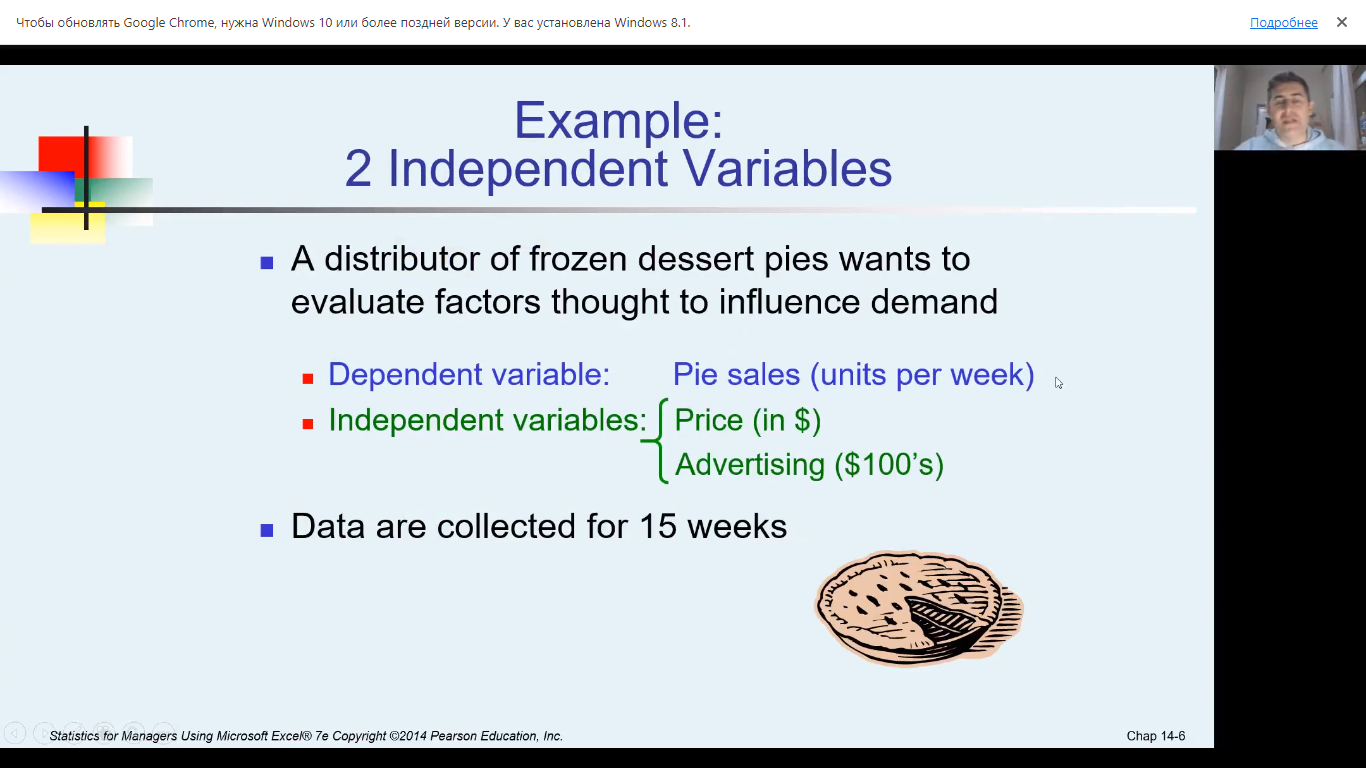 Чтобы обновлять Google Chrome, нужна Windows 10 или более поздней версии. У вас установлена Windows 8.1.
Подробнее
Example:
2 Independent Variables
A distributor of frozen dessert pies wants to
evaluate factors thought to influence demand
Dependent variable: Pie sales (units per week)
Independent variables: Price (in $)
Advertising ($100's)
Data are collected for 15 weeks
Statistics for Managers Using Microsoft Excel® 7e Copyright ©2014 Pearson Education, Inc.
Chap 14-6